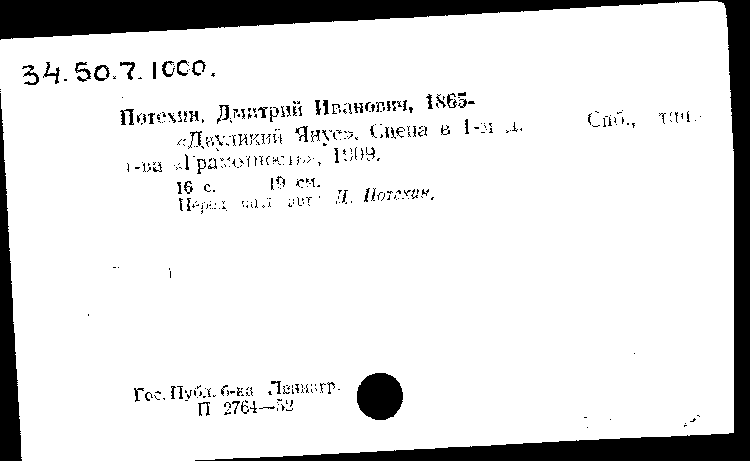 34.50.7.1000.
Потехин, Дмитрий Иванович, 1865-
«Двуликий Янус». Сцена в 1-м д. Спб., тип.
т-ва «Грамотность», 1909.
16 с. 19 см.
Перед загл. авт.: Д. Потехин.
Гос. Публ. б-ка Ленингр.
П 2764—52